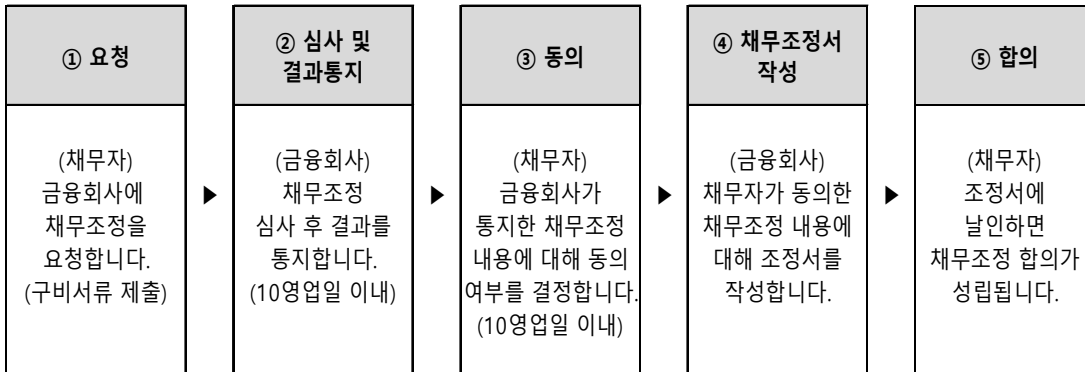 ① 요청
(채무자)
금융회사에
채무조정을
요청합니다.
(구비서류 제출)
▶
② 심사 및
결과통지
(금융회사)
채무조정
심사 후 결과를
통지합니다.
(10영업일 이내)
▶
③ 동의
(채무자)
금융회사가
통지한 채무조정
내용에 대해 동의
여부를 결정합니다.
(10영업일 이내)
▶
④ 채무조정서
작성
(금융회사)
채무자가 동의한
채무조정 내용에
대해 조정서를
작성합니다.
▶
⑤ 합의
(채무자)
조정서에
날인하면
채무조정 합의가
성립됩니다.